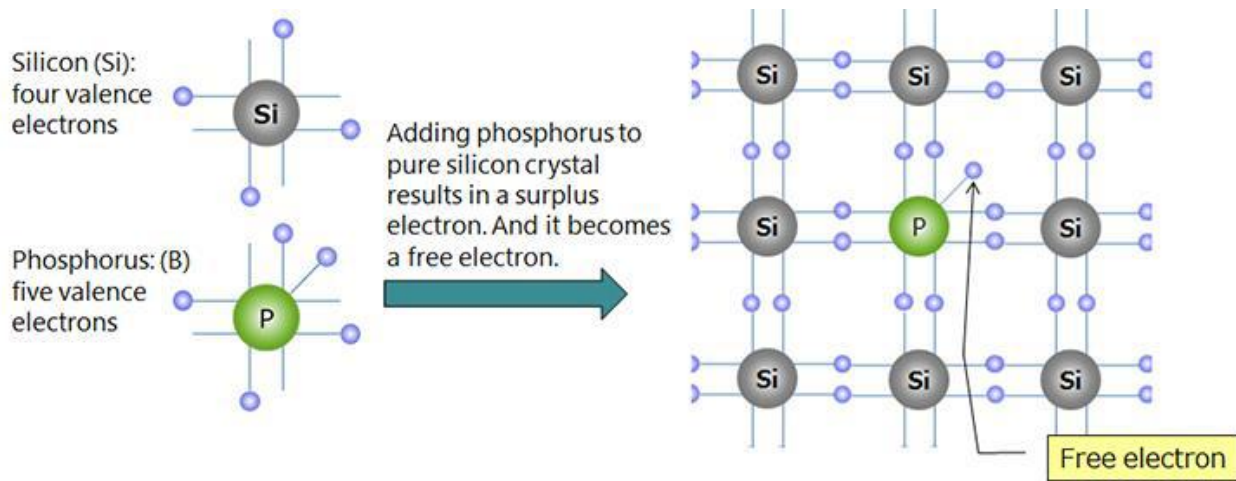 Silicon (Si):
four valence
electrons
Si
Phosphorus: (B)
five valence
electrons
P
Adding phosphorus to
pure silicon crystal
results in a surplus
electron. And it becomes
a free electron.
Si Si Si
Si P Si
Si Si Si
Free electron